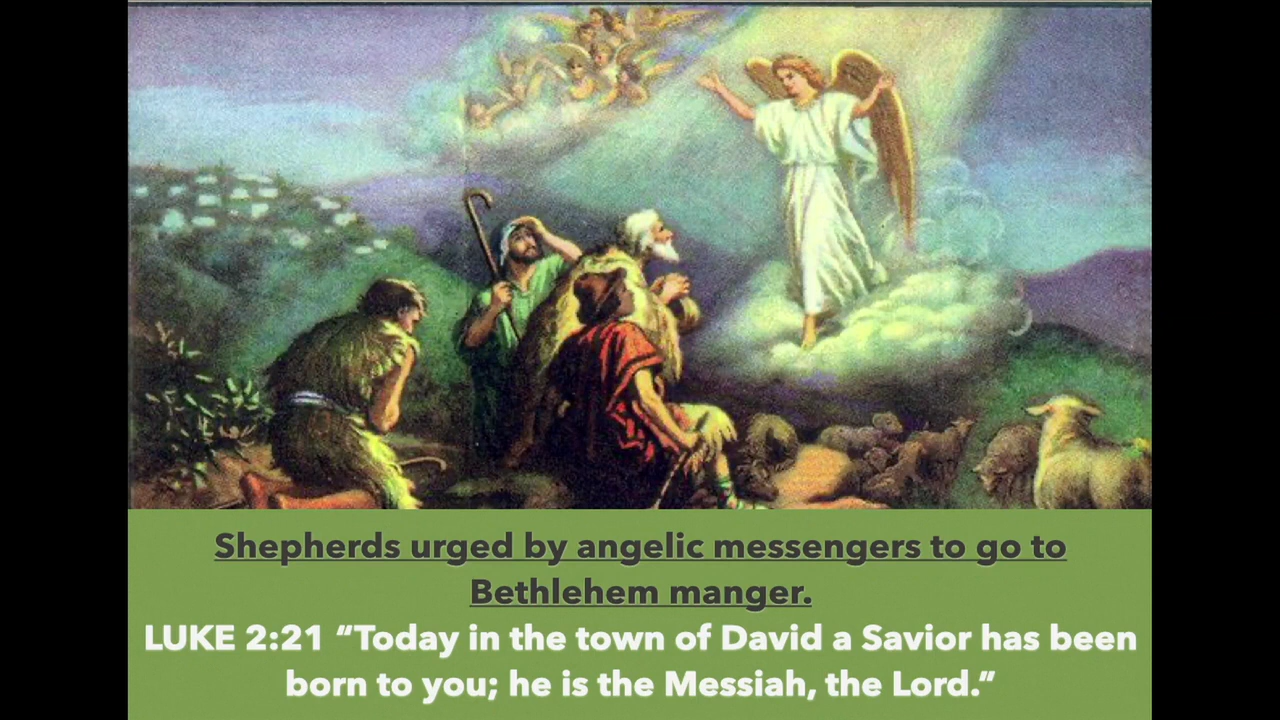 Shepherds urged by angelic messengers to go to
Bethlehem manger.
LUKE 2:21 “Today in the town of David a Savior has been
born to you; he is the Messiah, the Lord.”